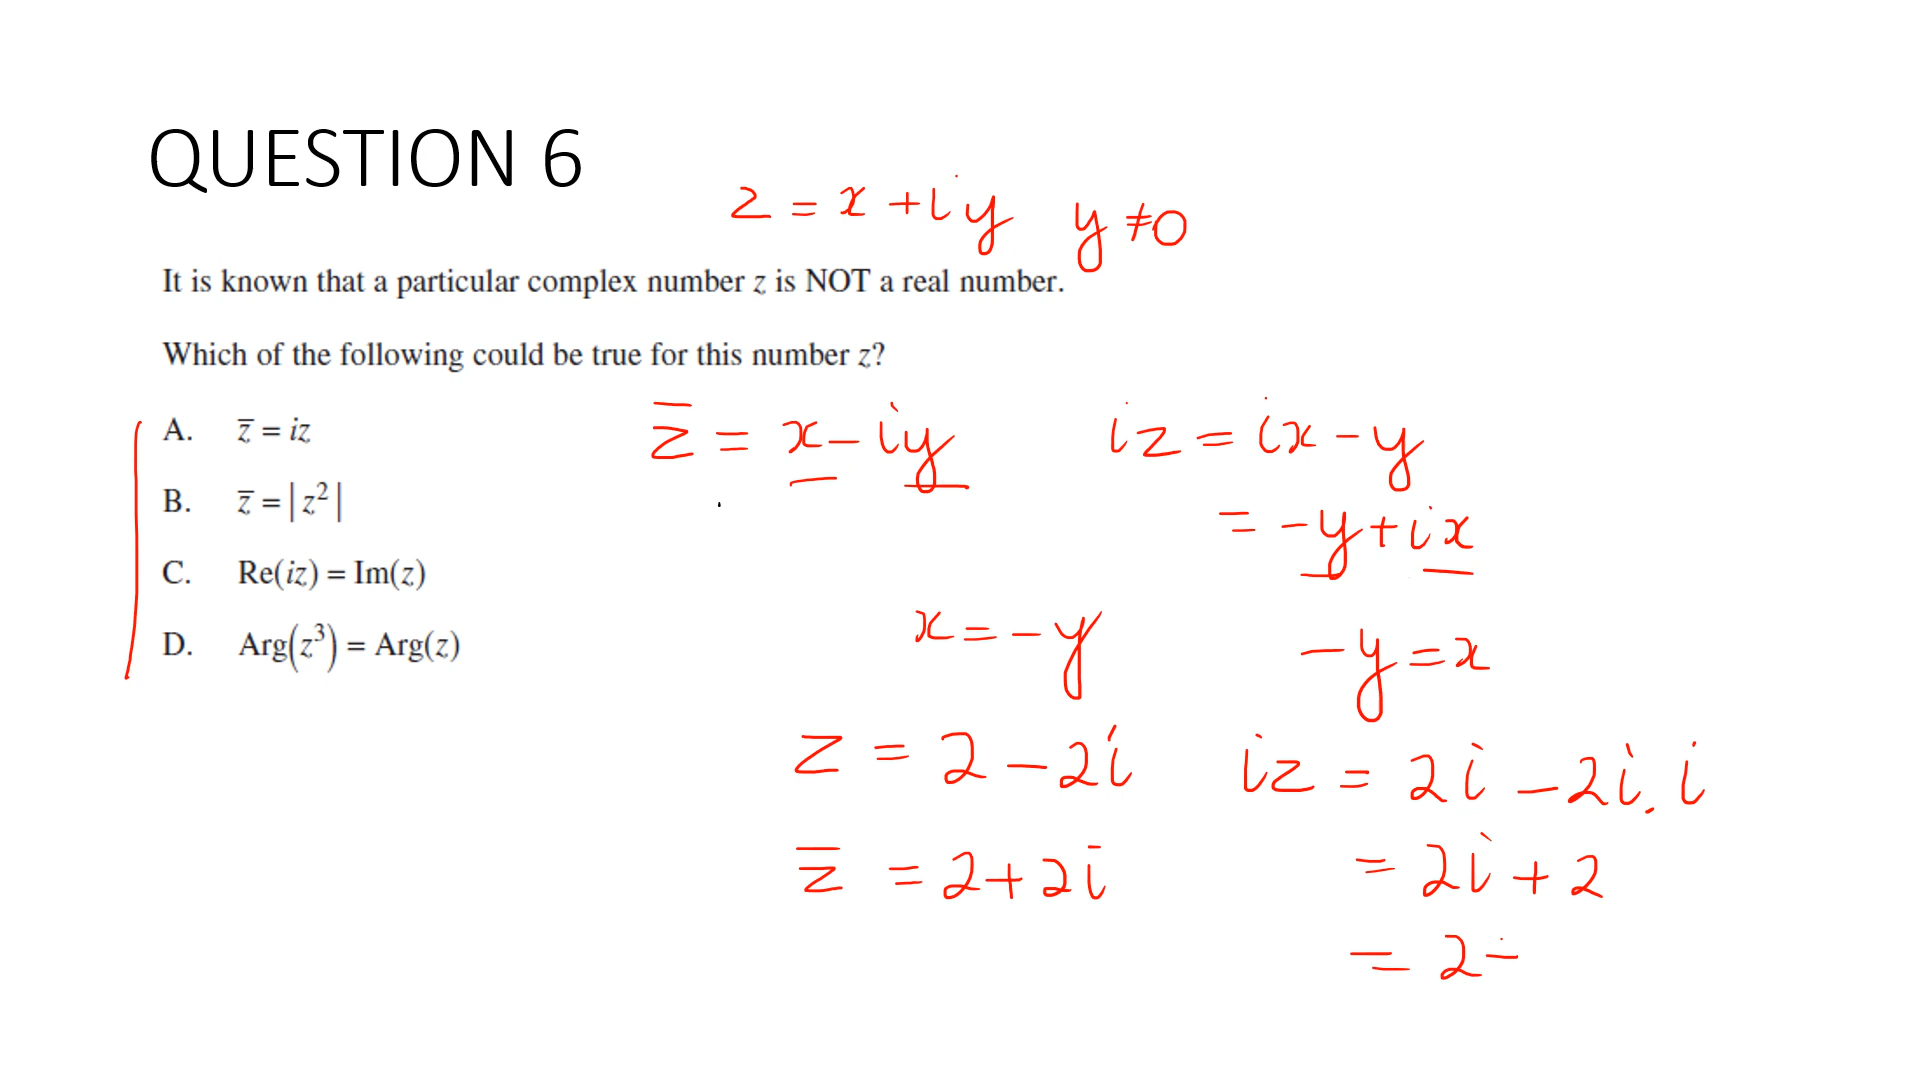 QUESTION 6
z = x + iy y ≠ 0
It is known that a particular complex number z is NOT a real number.
Which of the following could be true for this number z?
A. z̅ = iz
z̅ = x − iy
iz = ix − y
B. z̅ = |z²|
= −y + ix
C. Re(iz) = Im(z)
x = −y
−y = x
D. Arg(z³) = Arg(z)
z = 2 − 2i
iz = 2i − 2i.i
z̅ = 2 + 2i
= 2i + 2
= 2 +